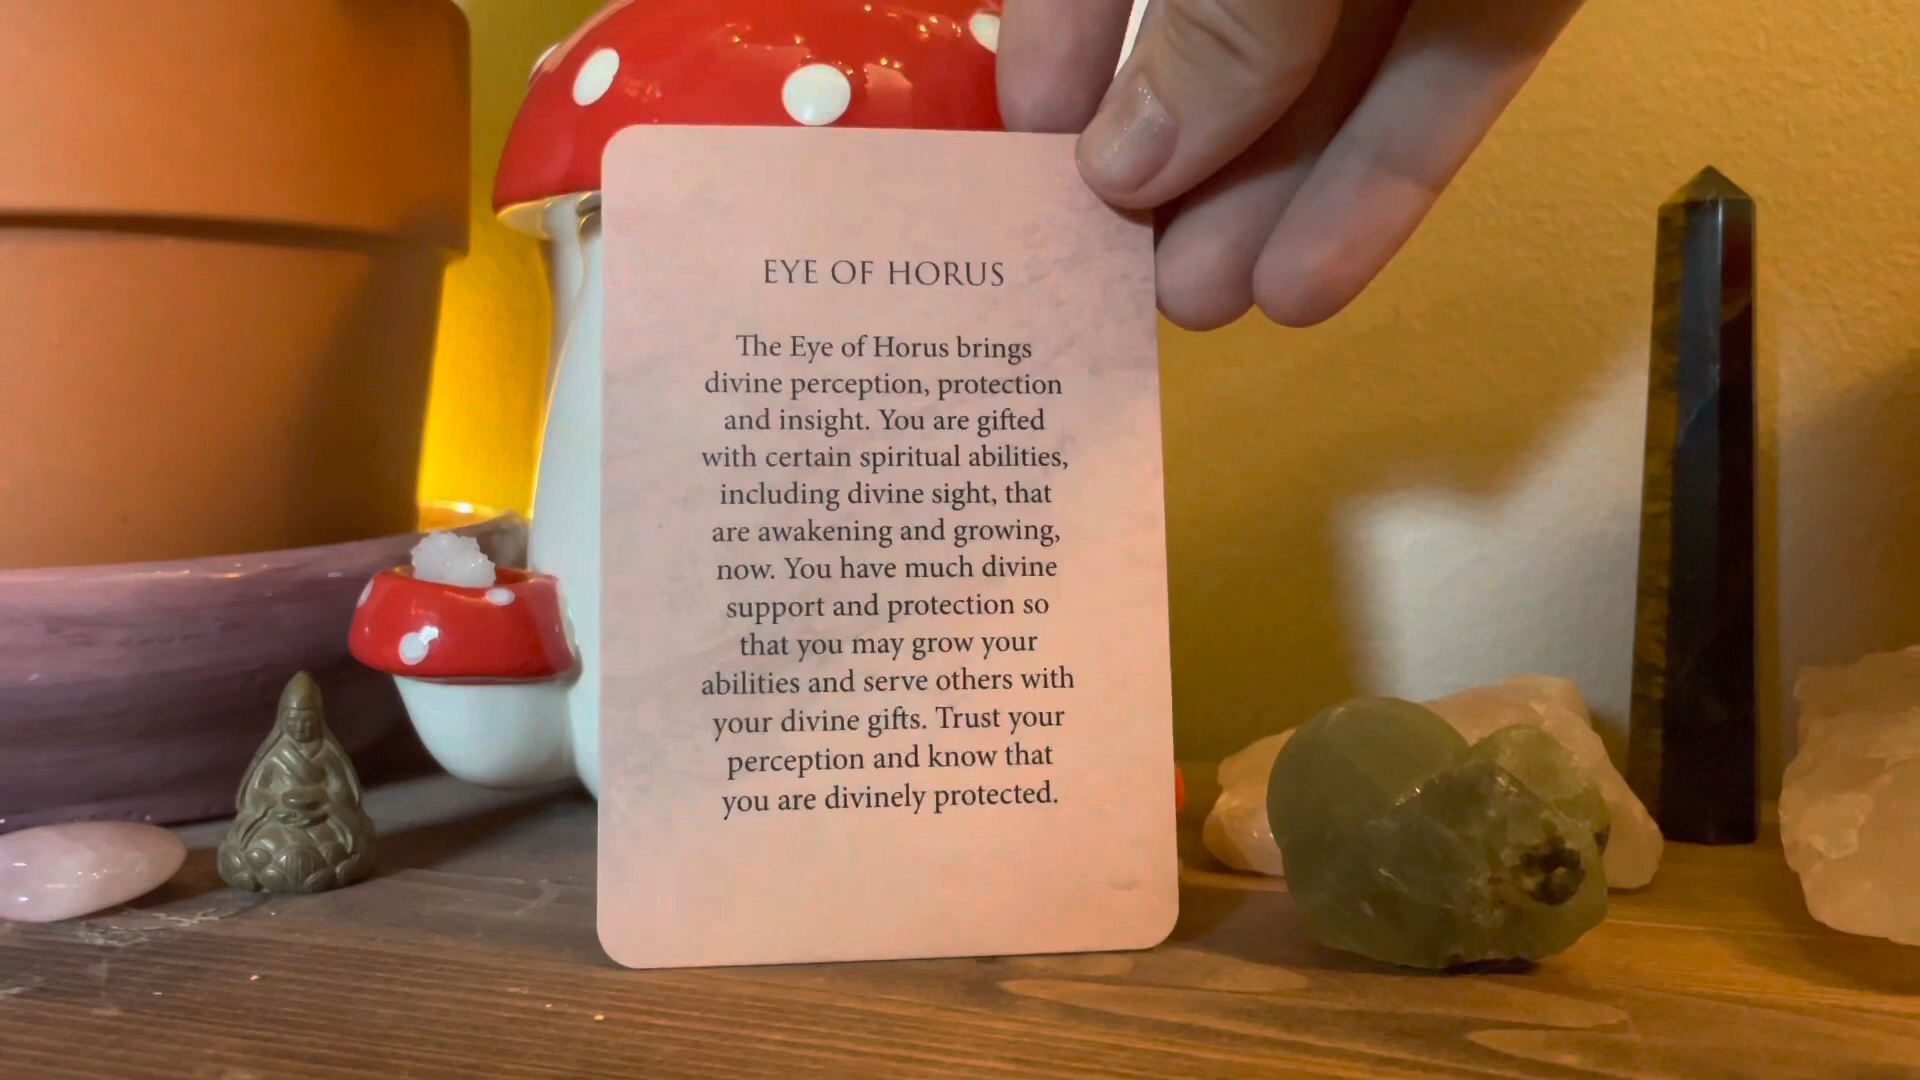 EYE OF HORUS
The Eye of Horus brings
divine perception, protection
and insight. You are gifted
with certain spiritual abilities,
including divine sight, that
are awakening and growing,
now. You have much divine
support and protection so
that you may grow your
abilities and serve others with
your divine gifts. Trust your
perception and know that
you are divinely protected.